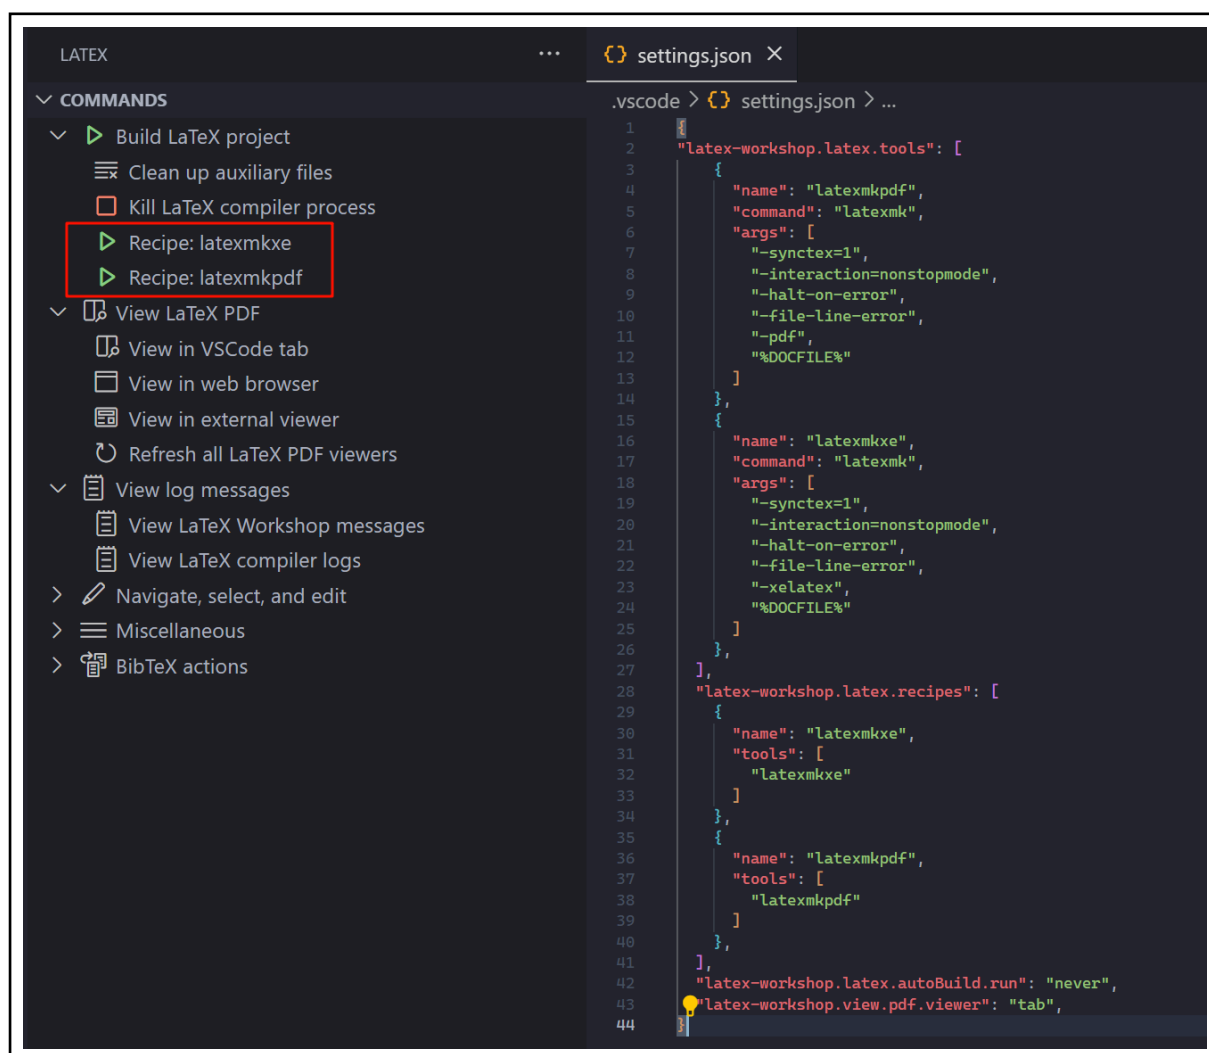 LATEX
COMMANDS
Build LaTeX project
Clean up auxiliary files
Kill LaTeX compiler process
Recipe: latexmkxe
Recipe: latexmkpdf
View LaTeX PDF
View in VSCode tab
View in web browser
View in external viewer
Refresh all LaTeX PDF viewers
View log messages
View LaTeX Workshop messages
View LaTeX compiler logs
Navigate, select, and edit
Miscellaneous
BibTeX actions
{} settings.json ×
.vscode > {} settings.json > ...
1 {
2 "latex-workshop.latex.tools": [
3 {
4 "name": "latexmkpdf",
5 "command": "latexmk",
6 "args": [
7 "-synctex=1",
8 "-interaction=nonstopmode",
9 "-halt-on-error",
10 "-file-line-error",
11 "-pdf",
12 "%DOCFILE%"
13 ]
14 },
15 {
16 "name": "latexmkxe",
17 "command": "latexmk",
18 "args": [
19 "-synctex=1",
20 "-interaction=nonstopmode",
21 "-halt-on-error",
22 "-file-line-error",
23 "-xelatex",
24 "%DOCFILE%"
25 ]
26 },
27 ],
28 "latex-workshop.latex.recipes": [
29 {
30 "name": "latexmkxe",
31 "tools": [
32 "latexmkxe"
33 ]
34 },
35 {
36 "name": "latexmkpdf",
37 "tools": [
38 "latexmkpdf"
39 ]
40 },
41 ],
42 "latex-workshop.latex.autoBuild.run": "never",
43 "latex-workshop.view.pdf.viewer": "tab",
44 }